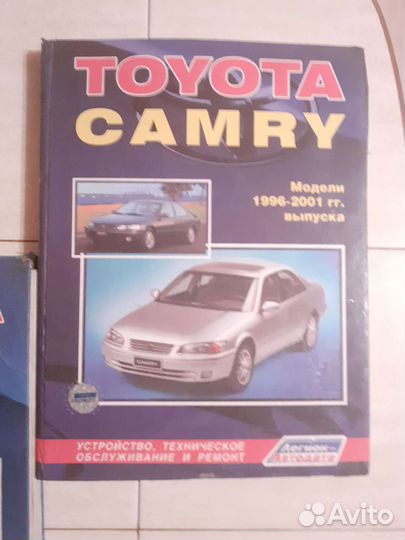 TOYOTA
CAMRY
Модели
1996-2001 гг.
выпуска
CAMRY
УСТРОЙСТВО, ТЕХНИЧЕСКОЕ
ОБСЛУЖИВАНИЕ И РЕМОНТ
Легион-
Автодата
A
Avito